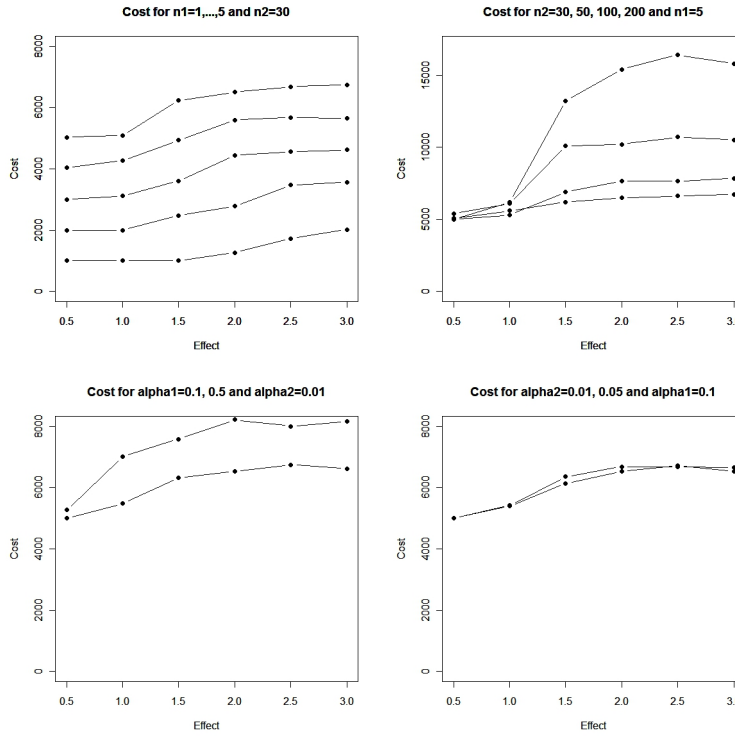 Cost for n1=1,...,5 and n2=30
8000
6000
4000
2000
0
Cost
0.5 1.0 1.5 2.0 2.5 3.0
Effect
Cost for n2=30, 50, 100, 200 and n1=5
15000
10000
5000
0
Cost
0.5 1.0 1.5 2.0 2.5 3.
Effect
Cost for alpha1=0.1, 0.5 and alpha2=0.01
8000
6000
4000
2000
0
Cost
0.5 1.0 1.5 2.0 2.5 3.0
Effect
Cost for alpha2=0.01, 0.05 and alpha1=0.1
8000
6000
4000
2000
0
Cost
0.5 1.0 1.5 2.0 2.5 3.
Effect